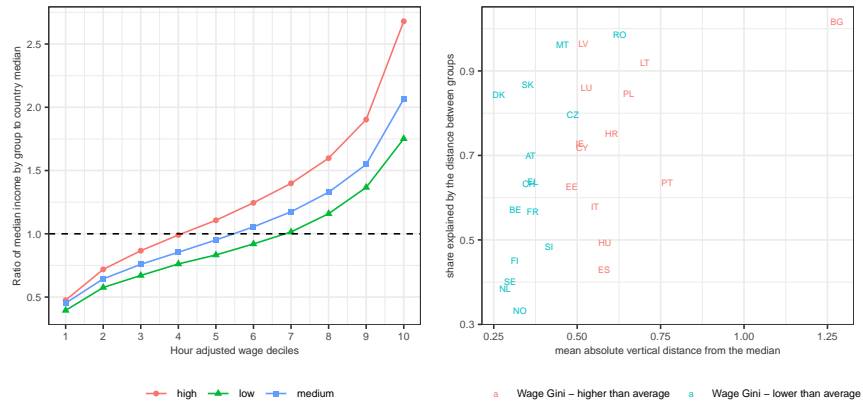 Ratio of median income by group to country median
2.5
2.0
1.5
1.0
0.5
1 2 3 4 5 6 7 8 9 10
Hour adjusted wage deciles
high low medium
share explained by the distance between groups
0.9
0.7
0.5
0.3
BG
RO
MT LV
LT
SK
LU
DK
PL
CZ
HR
CY
AT
CH
EE
PT
BE
FR
IT
SI
HU
FI
ES
SE
NL
NO
0.25 0.50 0.75 1.00 1.25
mean absolute vertical distance from the median
a Wage Gini − higher than average a Wage Gini − lower than average